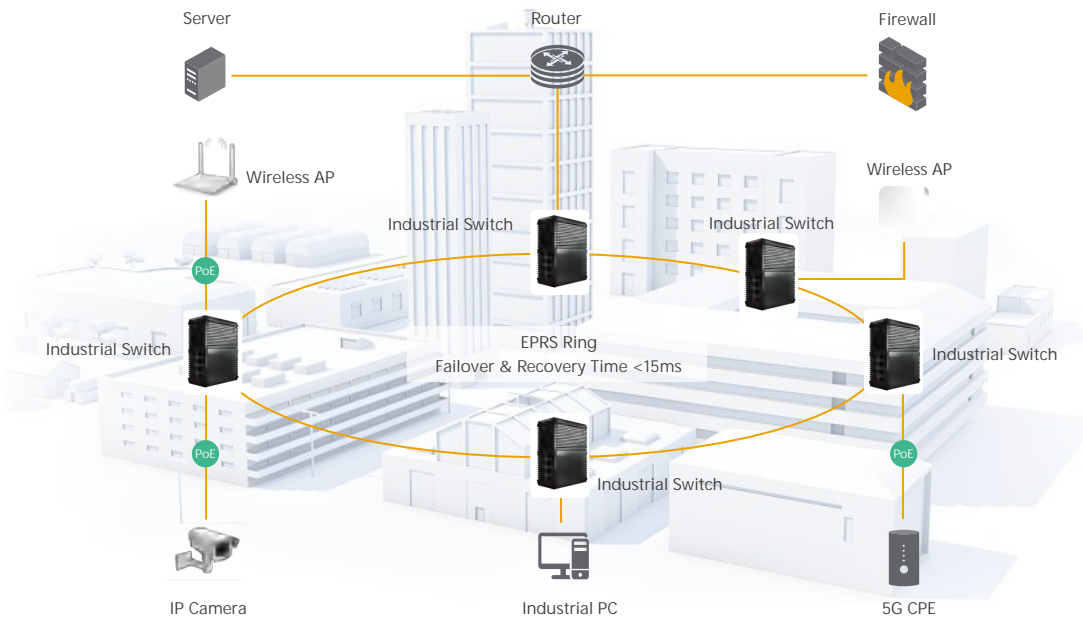 Server
Router
Firewall
Wireless AP
Wireless AP
Industrial Switch
Industrial Switch
PoE
Industrial Switch
EPRS Ring
Failover & Recovery Time <15ms
Industrial Switch
PoE
PoE
Industrial Switch
IP Camera
Industrial PC
5G CPE